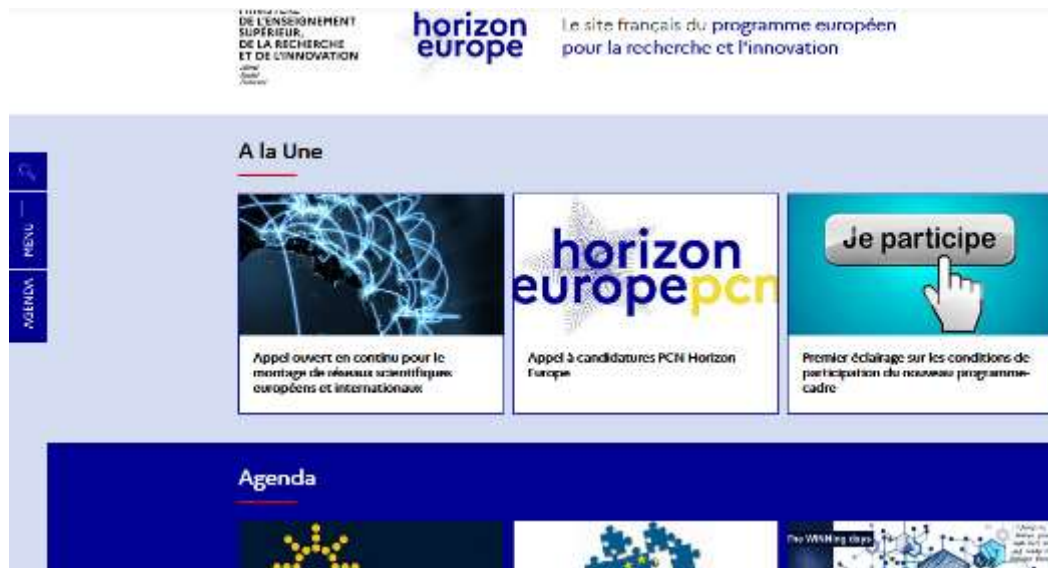 DE L'ENSEIGNEMENT
SUPÉRIEUR,
DE LA RECHERCHE
ET DE L'INNOVATION
horizon
europe
Le site français du programme européen
pour la recherche et l'innovation
A la Une
MENU
AGENDA
horizon
europepcn
Je participe
Appel ouvert en continu pour le
montage de réseaux scientifiques
européens et internationaux
Appel à candidatures PCN Horizon
Europe
Premier éclairage sur les conditions de
participation du nouveau programme-
cadre
Agenda
The WINNing days